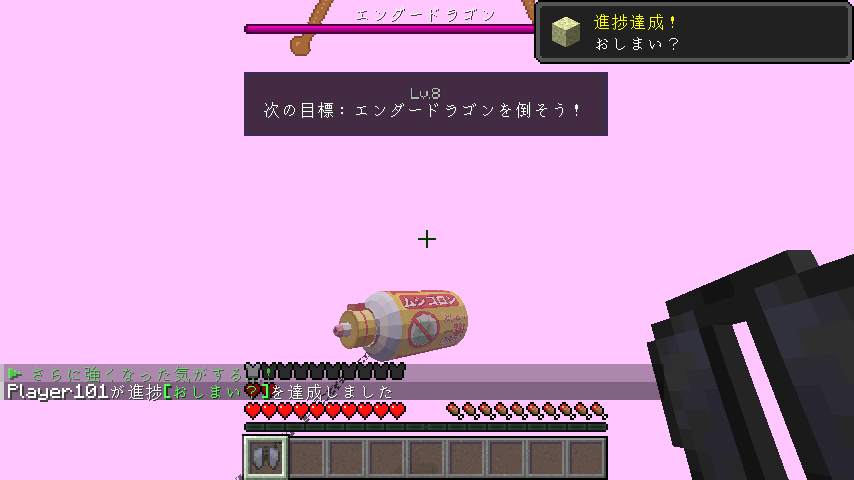 エンダードラゴン
進捗達成！
おしまい？
Lv.8
次の目標：エンダードラゴンを倒そう！
ムシコロン
▶ さらに強くなった気がする！
Player101が進捗[おしまい?]を達成しました